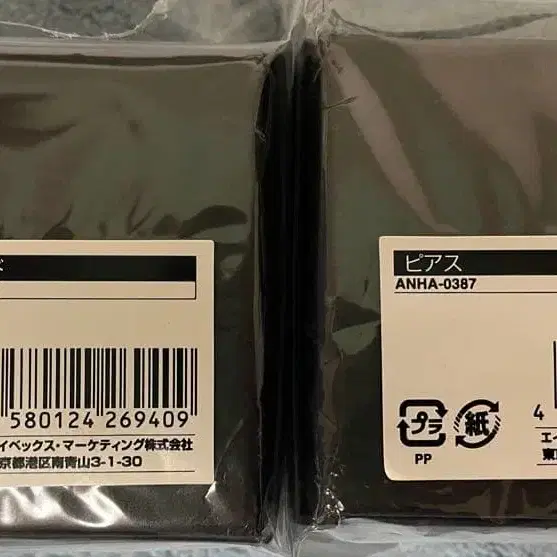 580124 269409
イベックス・マーケティング株式会社
京都港区南青山3-1-30
ピアス
ANHA-0387
プラ
紙
PP
4
エイ
東